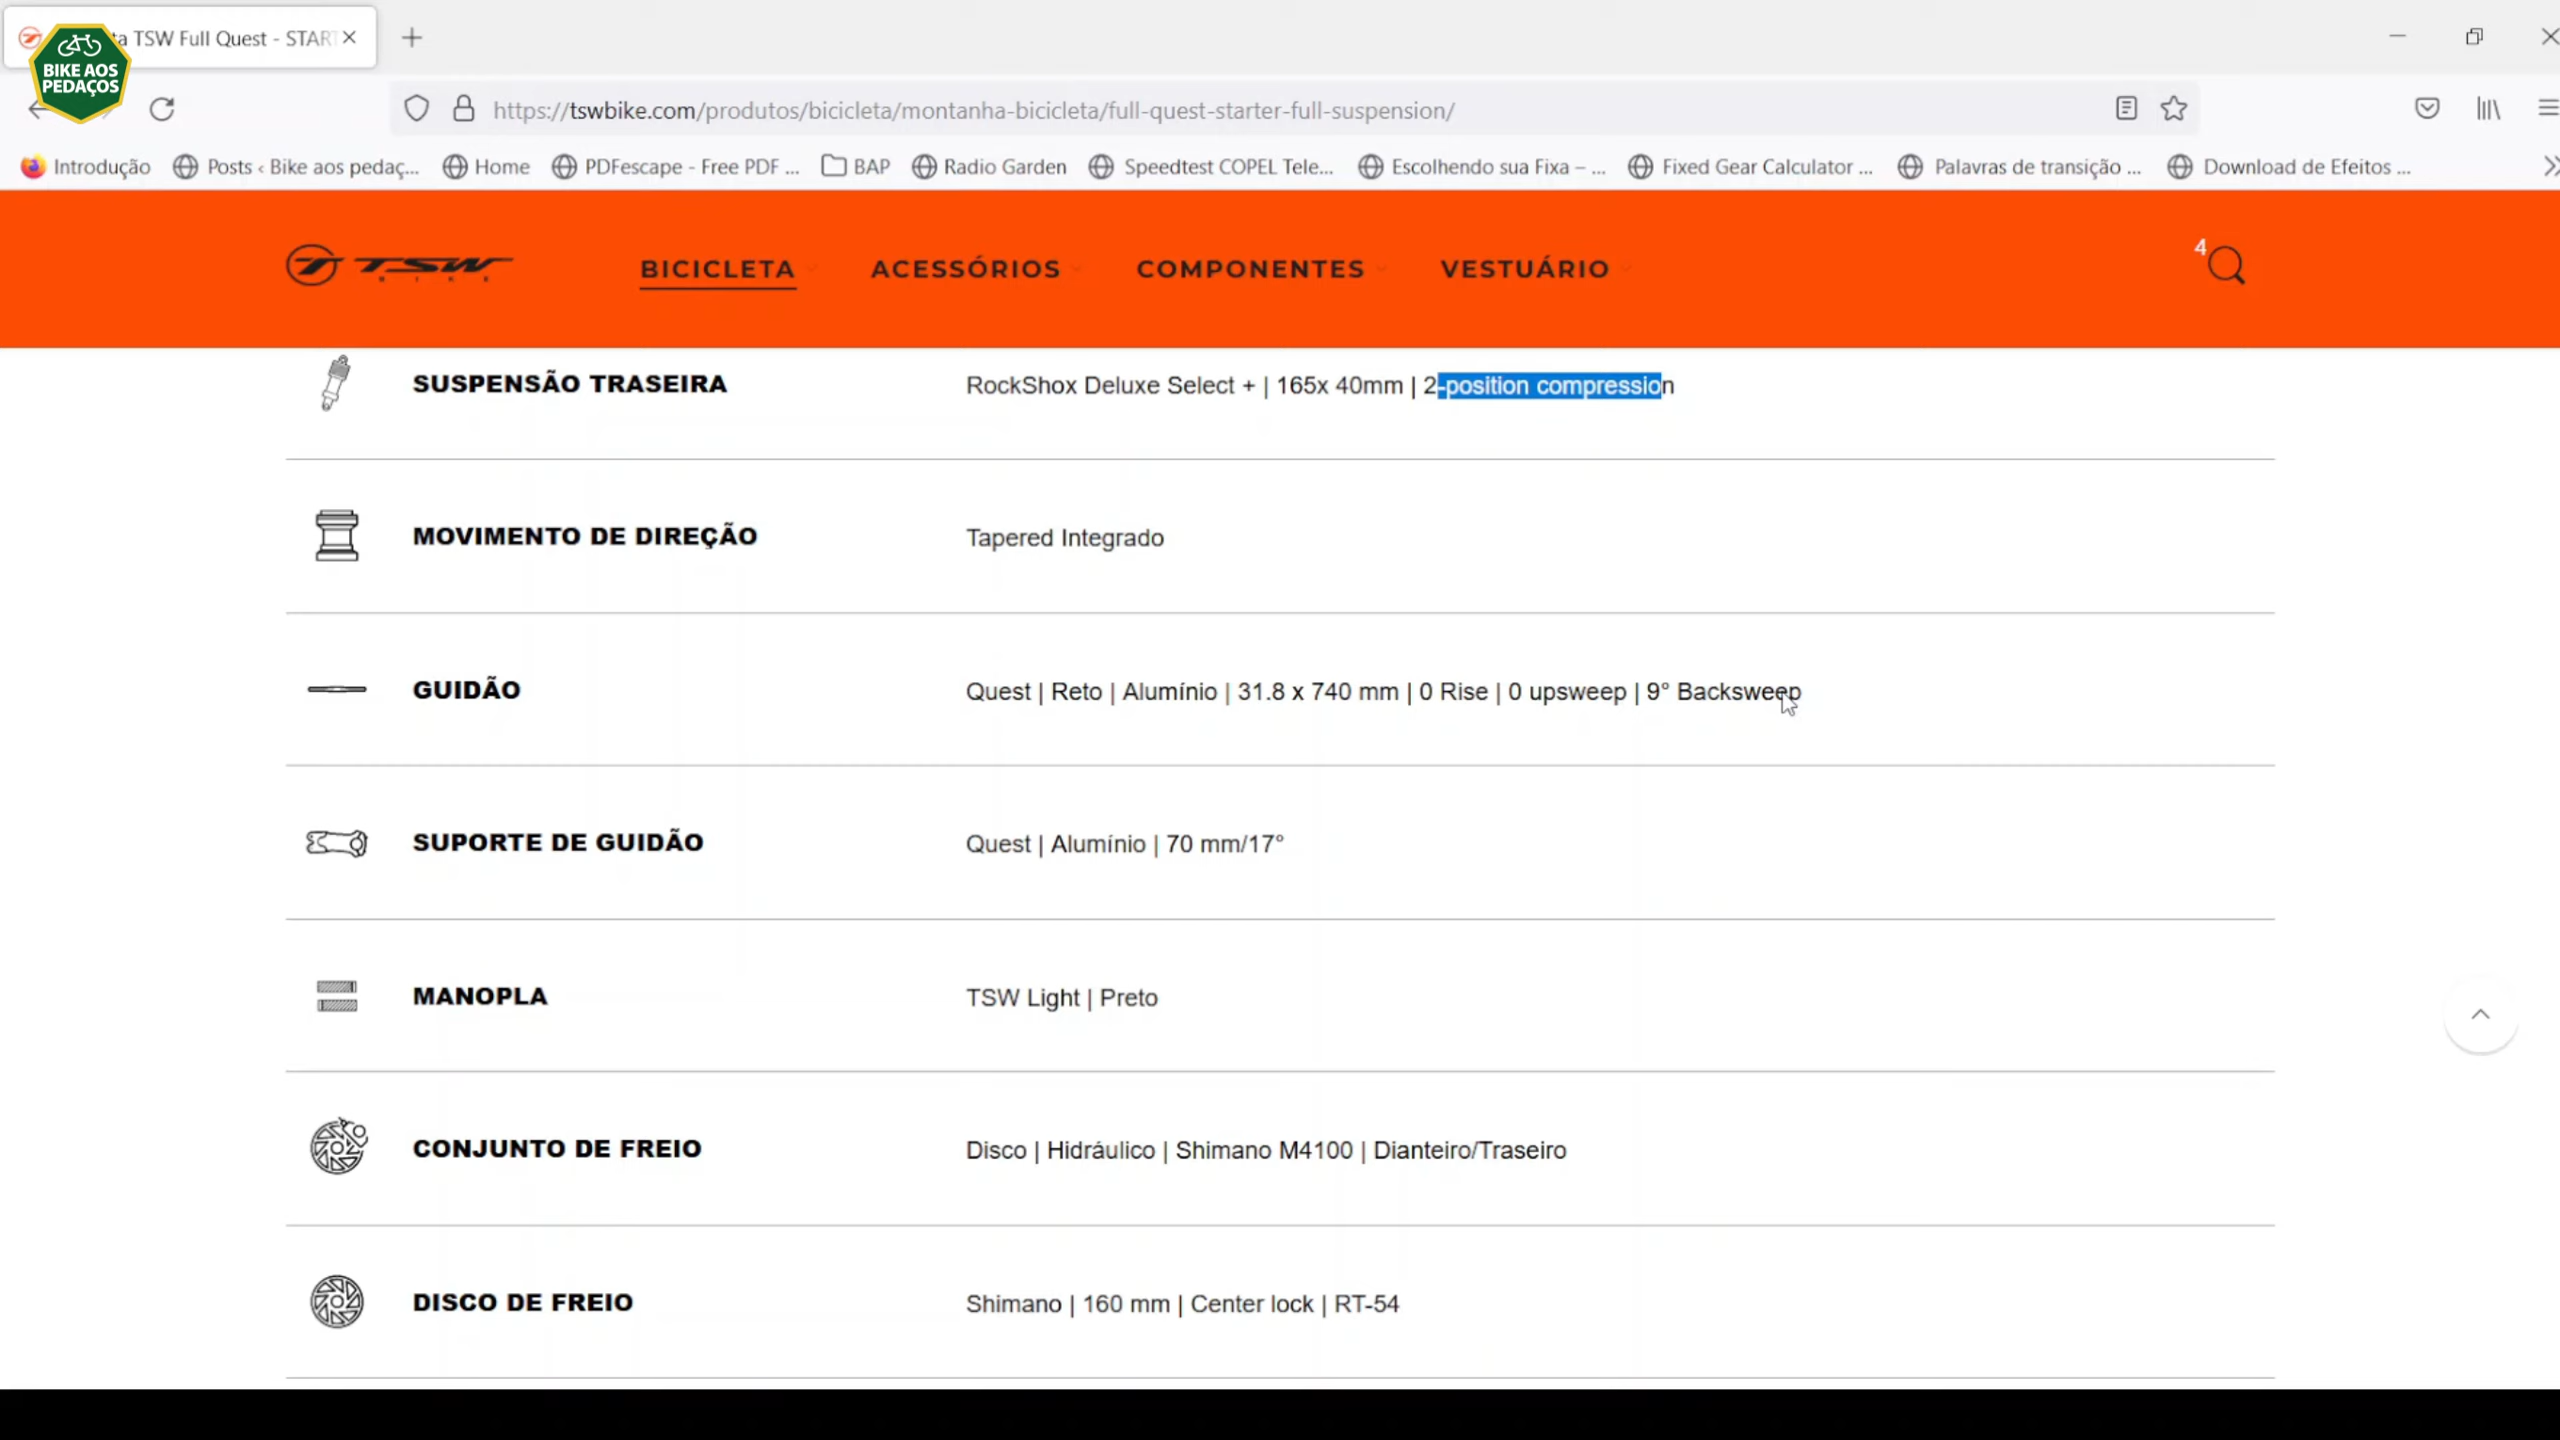 TSW Full Quest - STAR
BIKE AOS
PEDAÇOS
https://tswbike.com/produtos/bicicleta/montanha-bicicleta/full-quest-starter-full-suspension/
Introdução Posts ‹ Bike aos pedaç... Home PDFescape - Free PDF ... BAP Radio Garden Speedtest COPEL Tele... Escolhendo sua Fixa – ... Fixed Gear Calculator ... Palavras de transição ... Download de Efeitos ...
TSW BICICLETA ACESSÓRIOS COMPONENTES VESTUÁRIO 4
BIKE
SUSPENSÃO TRASEIRA RockShox Deluxe Select + | 165x 40mm | 2-position compression
MOVIMENTO DE DIREÇÃO Tapered Integrado
GUIDÃO Quest | Reto | Alumínio | 31.8 x 740 mm | 0 Rise | 0 upsweep | 9° Backsweep
SUPORTE DE GUIDÃO Quest | Alumínio | 70 mm/17°
MANOPLA TSW Light | Preto
CONJUNTO DE FREIO Disco | Hidráulico | Shimano M4100 | Dianteiro/Traseiro
DISCO DE FREIO Shimano | 160 mm | Center lock | RT-54